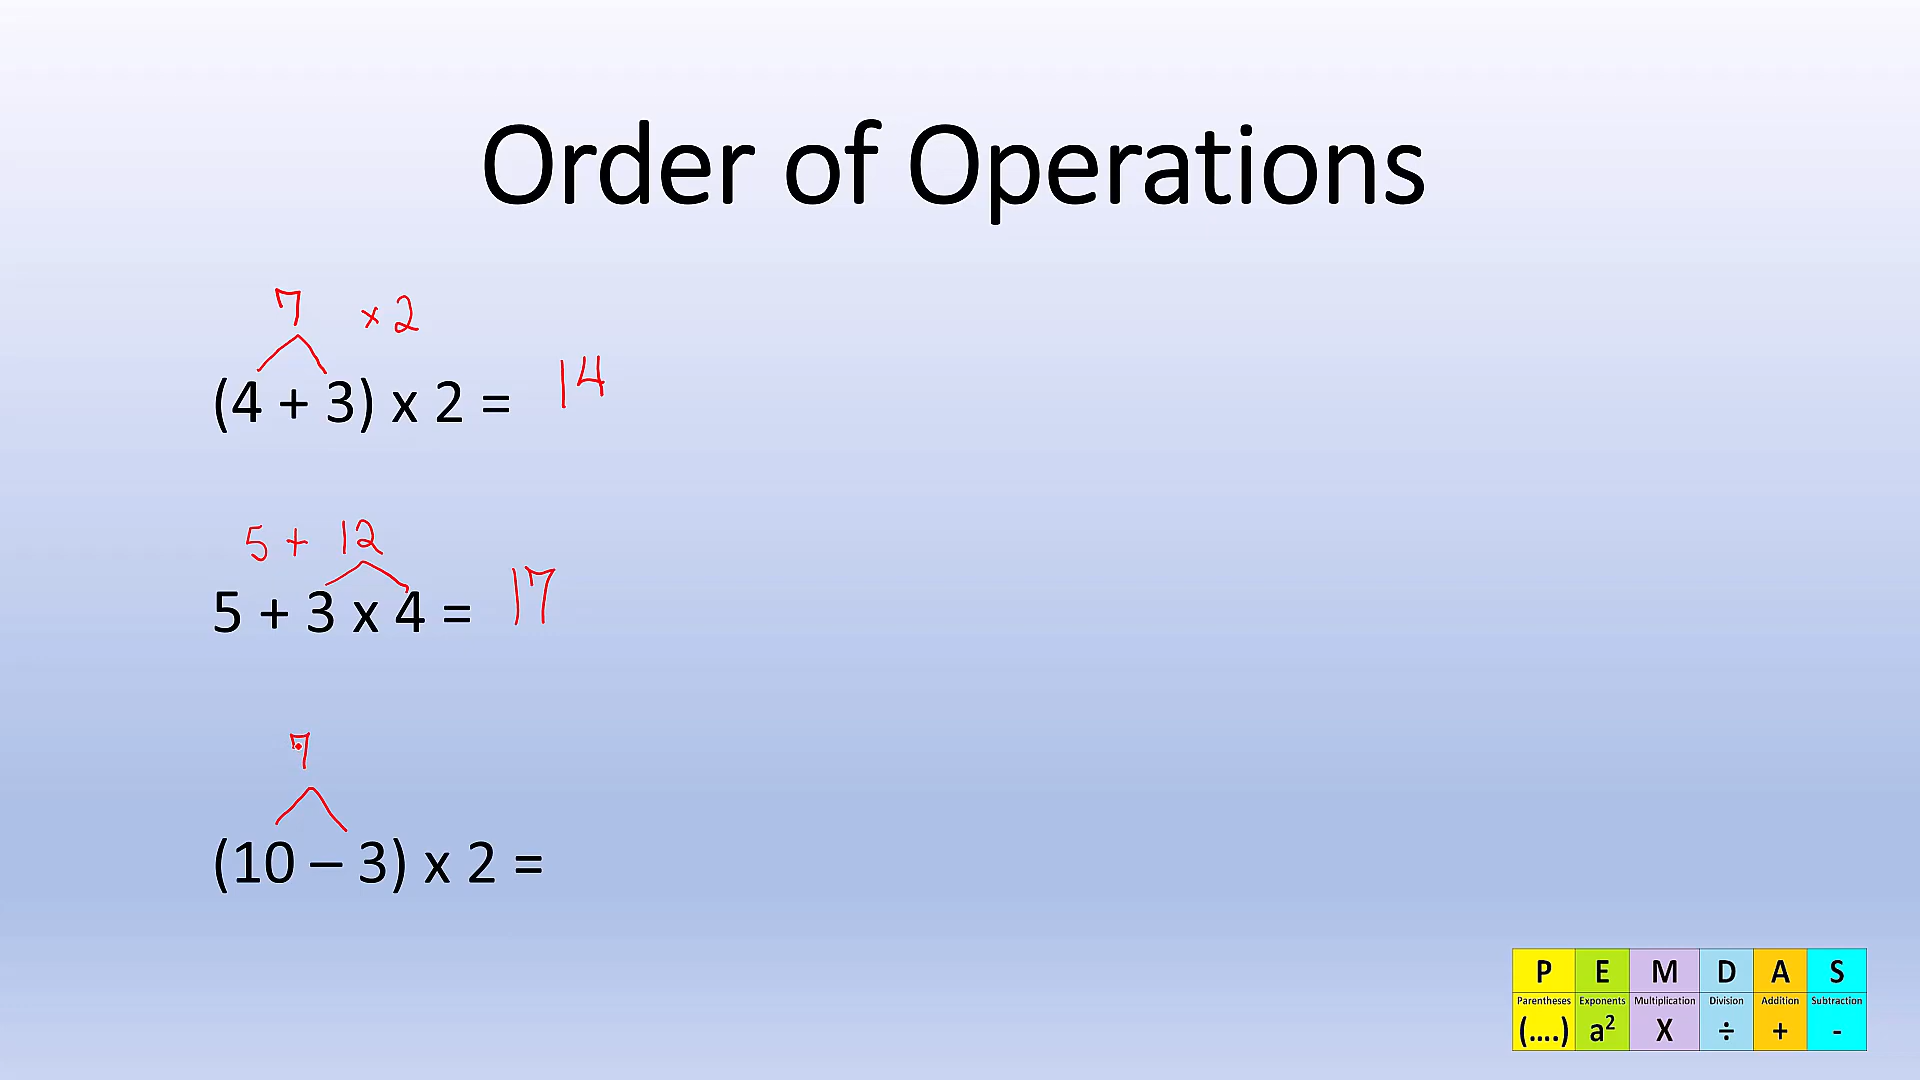 Order of Operations
7 x 2
(4 + 3) x 2 = 14
5 + 12
5 + 3 x 4 = 17
7
(10 – 3) x 2 =
P E M D A S
Parentheses Exponents Multiplication Division Addition Subtraction
(....) a² X ÷ + -